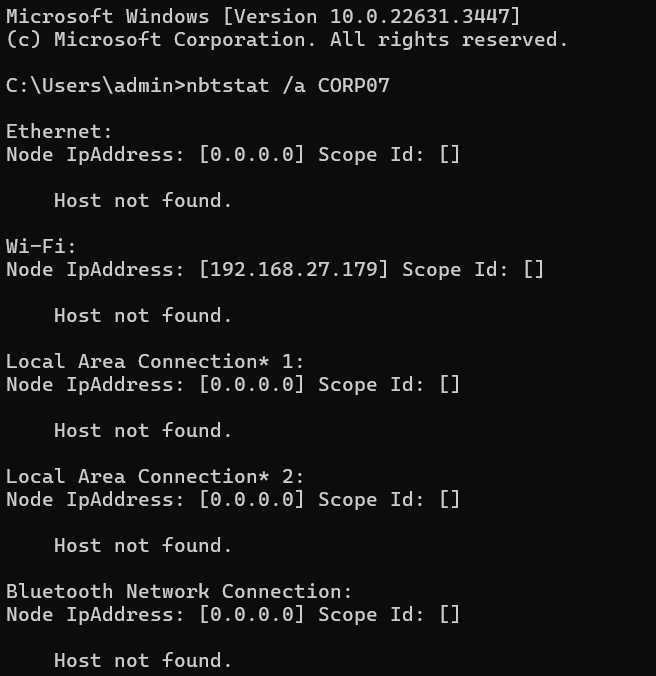 Microsoft Windows [Version 10.0.22631.3447]
(c) Microsoft Corporation. All rights reserved.
C:\Users\admin>nbtstat /a CORP07
Ethernet:
Node IpAddress: [0.0.0.0] Scope Id: []
Host not found.
Wi-Fi:
Node IpAddress: [192.168.27.179] Scope Id: []
Host not found.
Local Area Connection* 1:
Node IpAddress: [0.0.0.0] Scope Id: []
Host not found.
Local Area Connection* 2:
Node IpAddress: [0.0.0.0] Scope Id: []
Host not found.
Bluetooth Network Connection:
Node IpAddress: [0.0.0.0] Scope Id: []
Host not found.